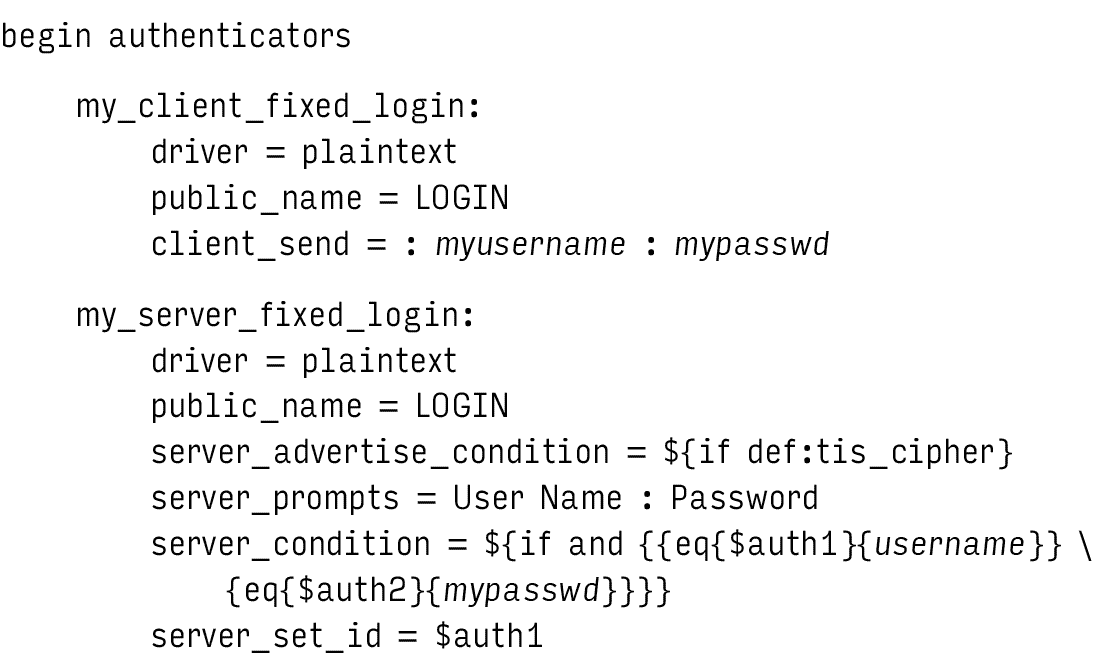 begin authenticators
my_client_fixed_login:
driver = plaintext
public_name = LOGIN
client_send = : myusername : mypasswd
my_server_fixed_login:
driver = plaintext
public_name = LOGIN
server_advertise_condition = ${if def:tis_cipher}
server_prompts = User Name : Password
server_condition = ${if and {{eq{$auth1}{username}} \
{eq{$auth2}{mypasswd}}}}
server_set_id = $auth1